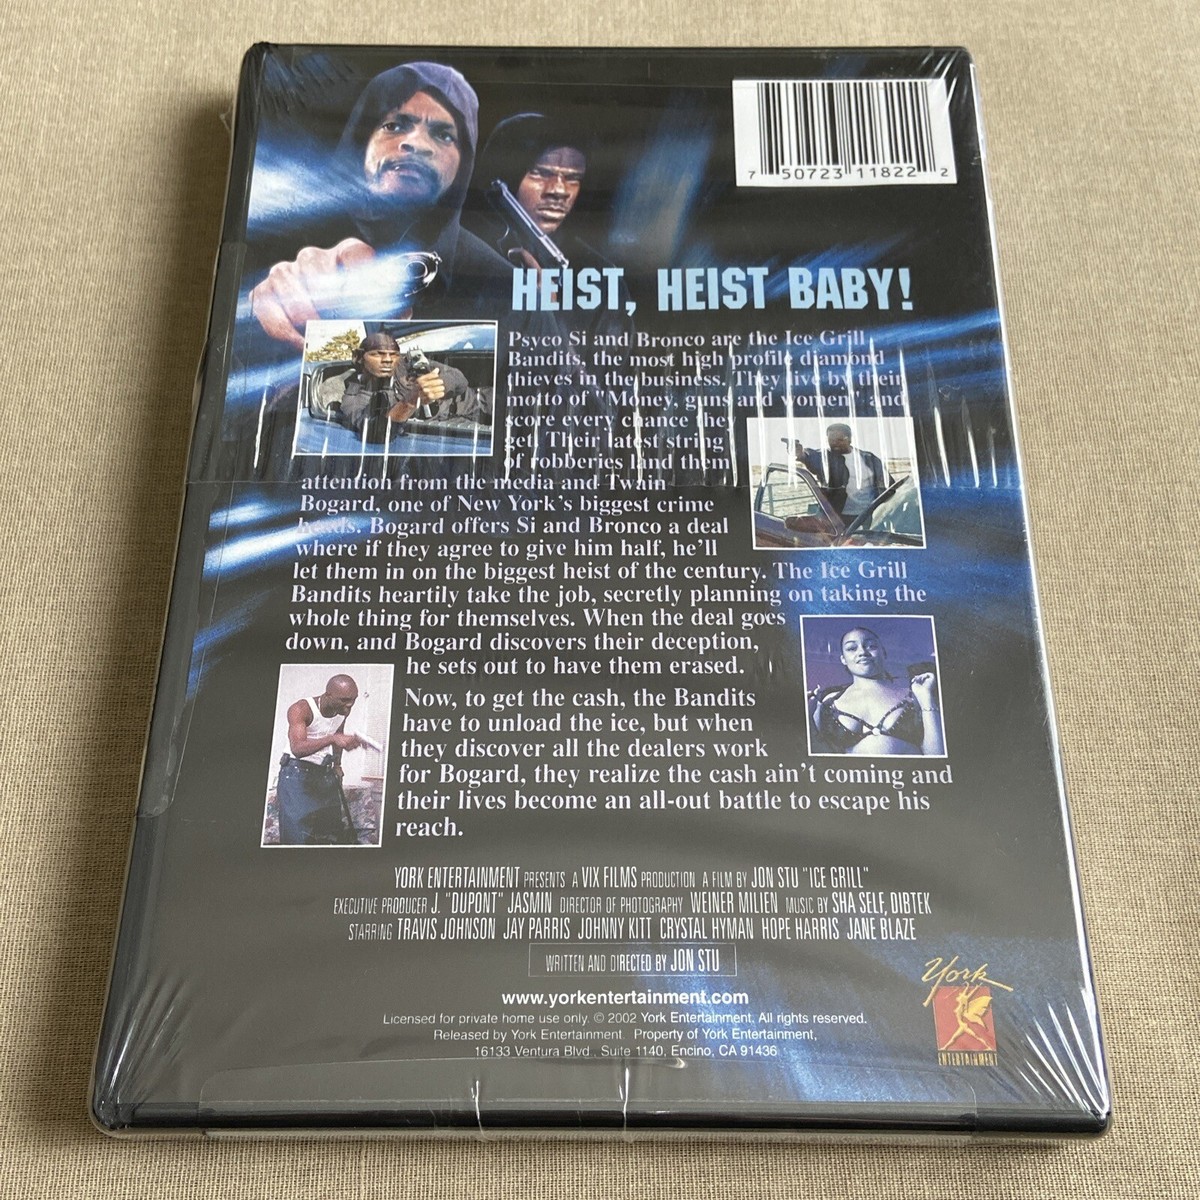 7 50723 11822 2
HEIST, HEIST BABY!
Psyco Si and Bronco are the Ice Grill
Bandits, the most high profile diamond
thieves in the business. They live by their
motto of "Money, guns and women" and
score every chance they
get. Their latest string
of robberies land them
attention from the media and Twain
Bogard, one of New York's biggest crime
heads. Bogard offers Si and Bronco a deal
where if they agree to give him half, he'll
let them in on the biggest heist of the century. The Ice Grill
Bandits heartily take the job, secretly planning on taking the
whole thing for themselves. When the deal goes
down, and Bogard discovers their deception,
he sets out to have them erased.
Now, to get the cash, the Bandits
have to unload the ice, but when
they discover all the dealers work
for Bogard, they realize the cash ain't coming and
their lives become an all-out battle to escape his
reach.
YORK ENTERTAINMENT PRESENTS A VIX FILMS PRODUCTION A FILM BY JON STU "ICE GRILL"
EXECUTIVE PRODUCER J. "DUPONT" JASMIN DIRECTOR OF PHOTOGRAPHY WEINER MILIEN MUSIC BY SHA SELF, DIBTEK
STARRING TRAVIS JOHNSON JAY PARRIS JOHNNY KITT CRYSTAL HYMAN HOPE HARRIS JANE BLAZE
WRITTEN AND DIRECTED BY JON STU
www.yorkentertainment.com
Licensed for private home use only. © 2002 York Entertainment. All rights reserved.
Released by York Entertainment. Property of York Entertainment,
16133 Ventura Blvd., Suite 1140, Encino, CA 91436
York
ENTERTAINMENT